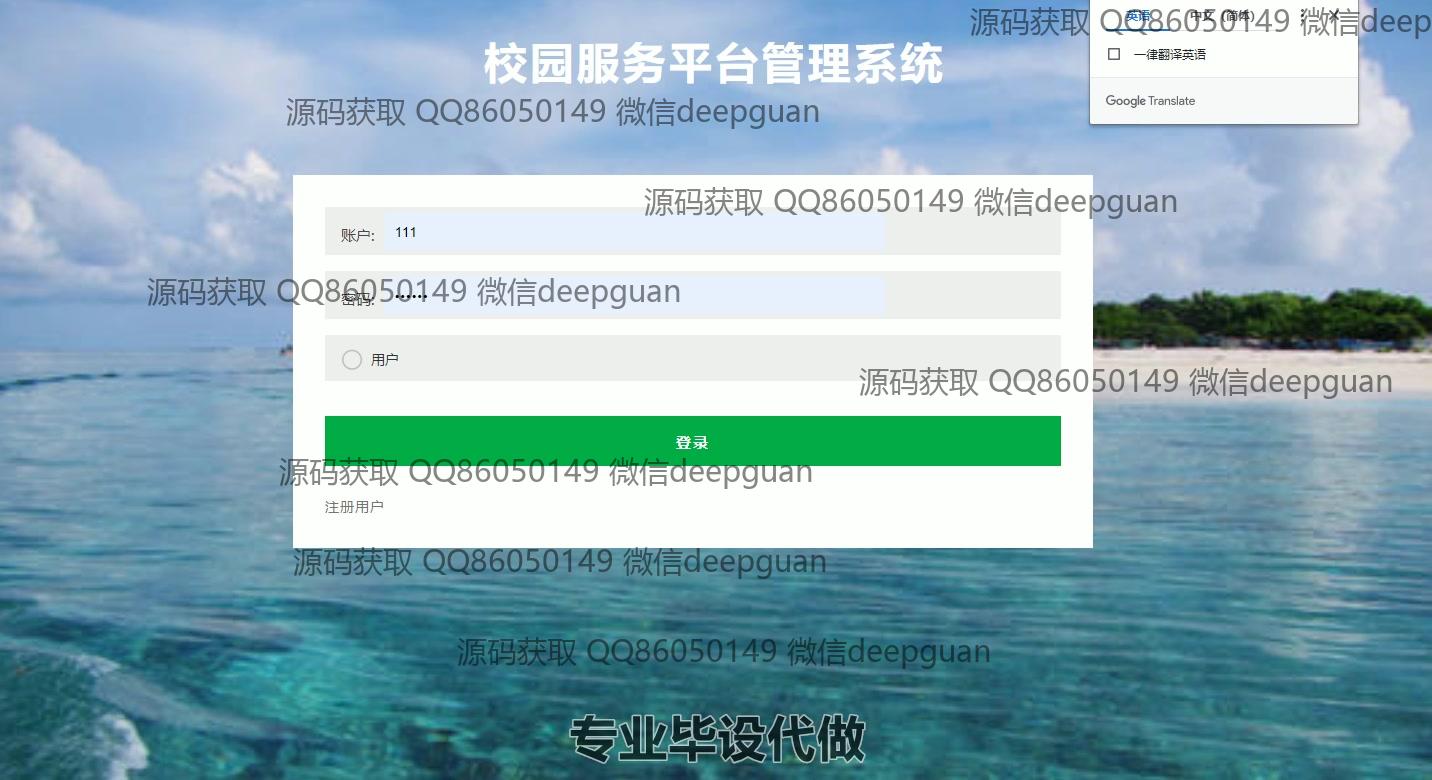 源码获取 QQ86050149 微信deep
英语 中文（简体）
校园服务平台管理系统
一律翻译英语
Google Translate
源码获取 QQ86050149 微信deepguan
源码获取 QQ86050149 微信deepguan
账户: 111
源码获取 QQ86050149 微信deepguan
密码: ••••••
用户
源码获取 QQ86050149 微信deepguan
登录
源码获取 QQ86050149 微信deepguan
注册用户
源码获取 QQ86050149 微信deepguan
源码获取 QQ86050149 微信deepguan
专业毕设代做